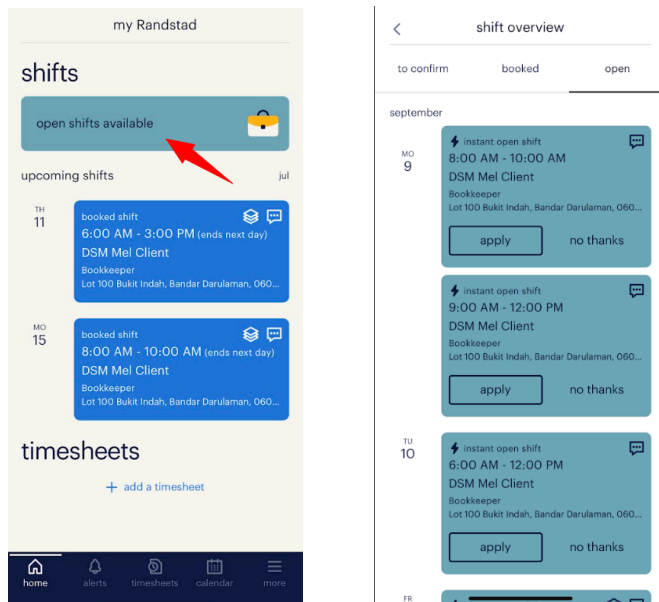 my Randstad
shifts
open shifts available
upcoming shifts
jul
TH
11
booked shift
6:00 AM - 3:00 PM (ends next day)
DSM Mel Client
Bookkeeper
Lot 100 Bukit Indah, Bandar Darulaman, 060...
MO
15
booked shift
8:00 AM - 10:00 AM (ends next day)
DSM Mel Client
Bookkeeper
Lot 100 Bukit Indah, Bandar Darulaman, 060...
timesheets
+ add a timesheet
home alerts timesheets calendar more
shift overview
to confirm booked open
september
MO
9
instant open shift
8:00 AM - 10:00 AM
DSM Mel Client
Bookkeeper
Lot 100 Bukit Indah, Bandar Darulaman, 060...
apply no thanks
instant open shift
9:00 AM - 12:00 PM
DSM Mel Client
Bookkeeper
Lot 100 Bukit Indah, Bandar Darulaman, 060...
apply no thanks
TU
10
instant open shift
6:00 AM - 12:00 PM
DSM Mel Client
Bookkeeper
Lot 100 Bukit Indah, Bandar Darulaman, 060...
apply no thanks
FR